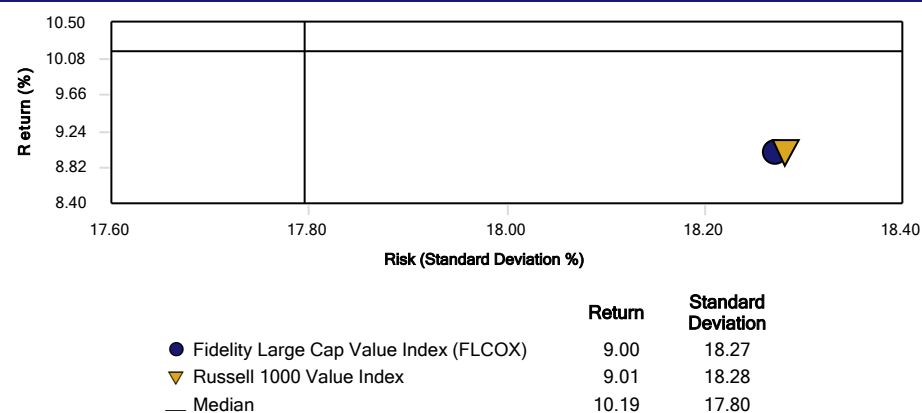 10.50
10.08
9.66
9.24
8.82
8.40
Return (%)
17.60 17.80 18.00 18.20 18.40
Risk (Standard Deviation %)
Return Standard Deviation
Fidelity Large Cap Value Index (FLCOX) 9.00 18.27
Russell 1000 Value Index 9.01 18.28
Median 10.19 17.80